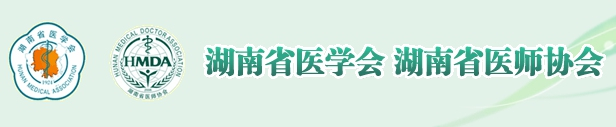 湖南省医学会
1924
HUNAN MEDICAL ASSOCIATION
HUNAN MEDICAL DOCTOR ASSOCIATION
HMDA
湖南省医师协会
湖南省医学会 湖南省医师协会